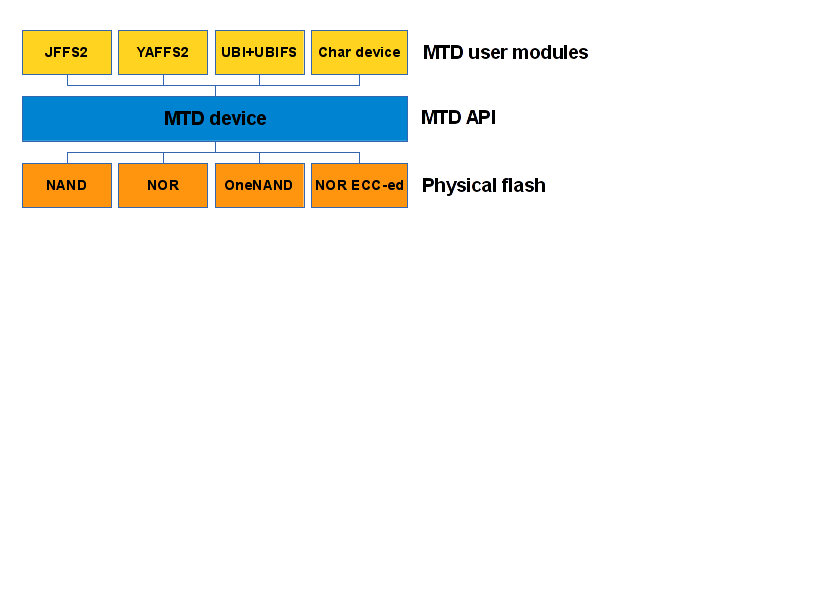 JFFS2 YAFFS2 UBI+UBIFS Char device MTD user modules
MTD device MTD API
NAND NOR OneNAND NOR ECC-ed Physical flash